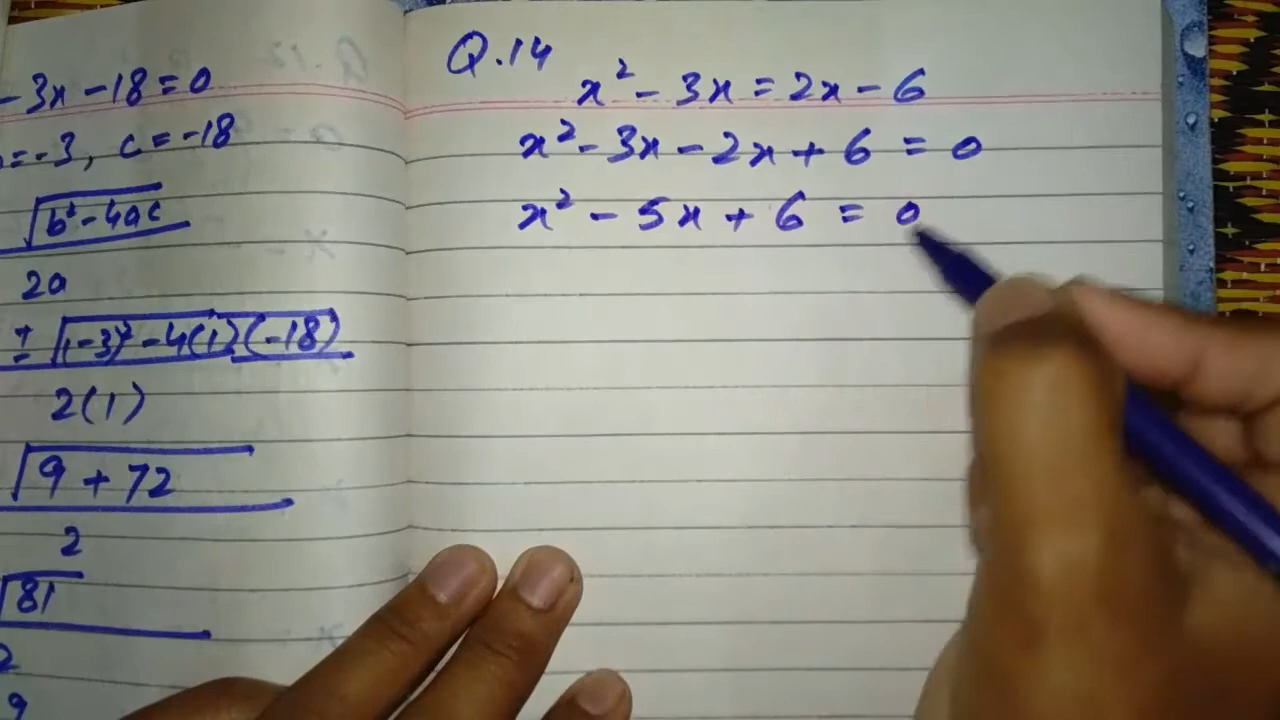 -3x-18=0
=-3, c=-18
√b²-4ac
2a
±√(-3)²-4(1)(-18)
2(1)
√9+72
2
√81
2
9
Q.14
x²-3x=2x-6
x²-3x-2x+6=0
x²-5x+6=0